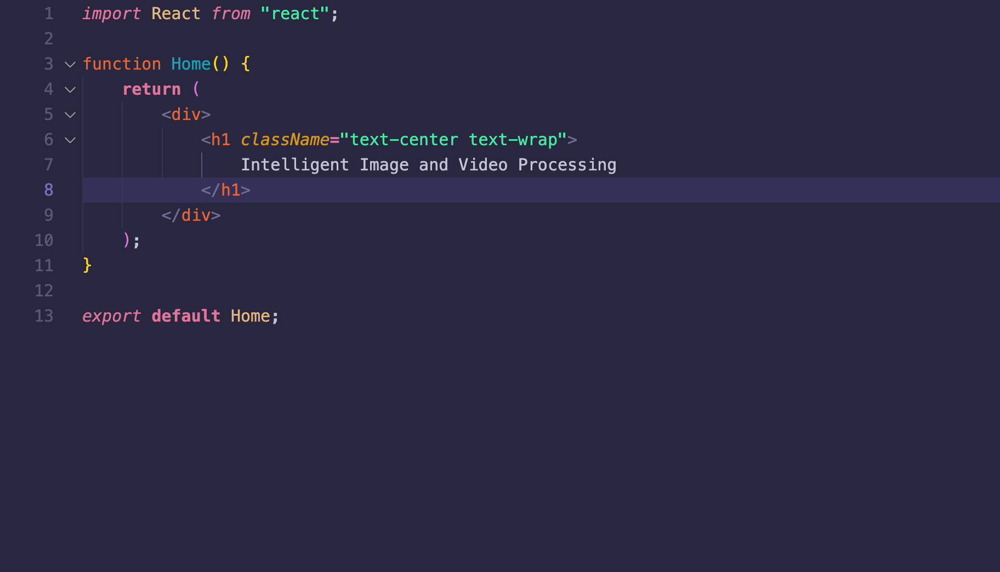 1 import React from "react";
2
3 function Home() {
4 return (
5 <div>
6 <h1 className="text-center text-wrap">
7 Intelligent Image and Video Processing
8 </h1>
9 </div>
10 );
11 }
12
13 export default Home;